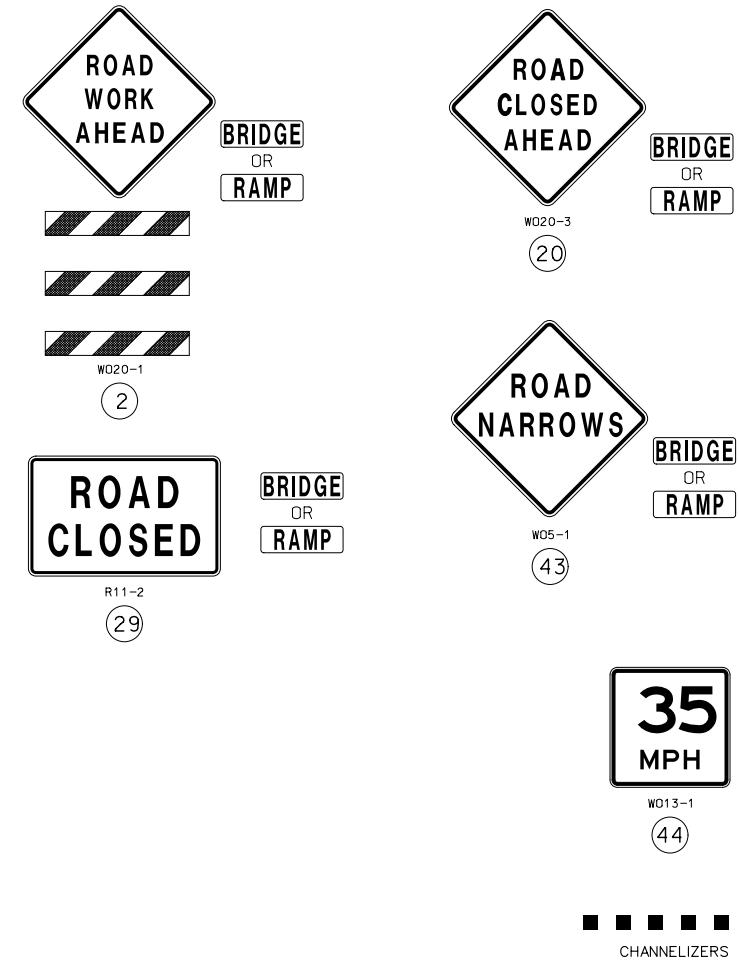 ROAD
WORK
AHEAD
BRIDGE
OR
RAMP
WO20-1
2
ROAD
CLOSED
AHEAD
BRIDGE
OR
RAMP
WO20-3
20
ROAD
CLOSED
BRIDGE
OR
RAMP
R11-2
29
ROAD
NARROWS
BRIDGE
OR
RAMP
WO5-1
43
35
MPH
WO13-1
44
CHANNELIZERS